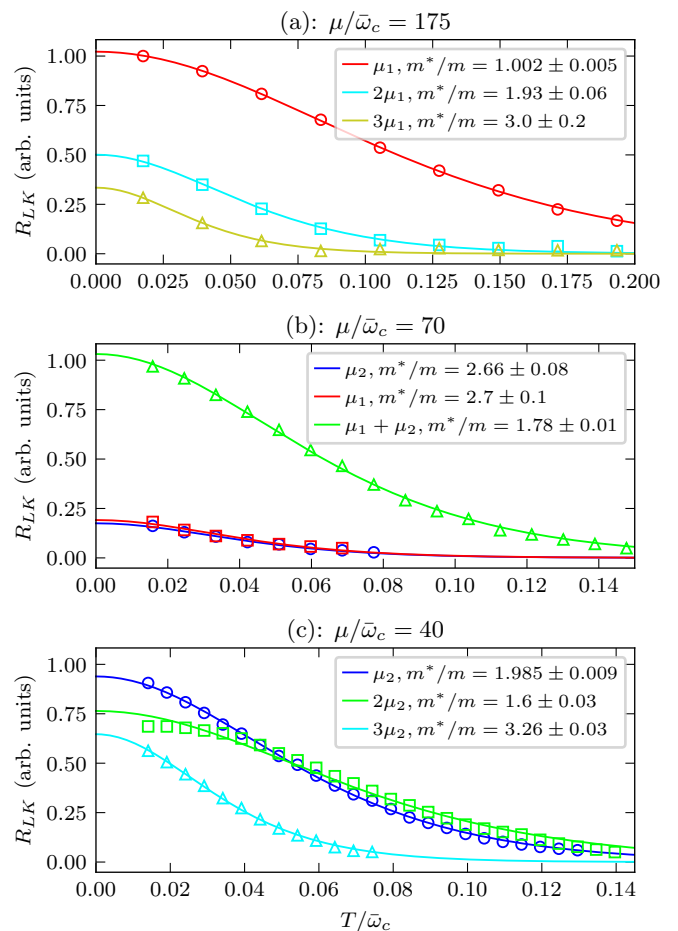 (a): μ/ω̄_c = 175
R_LK (arb. units)
1.00
0.75
0.50
0.25
0.00
μ₁, m*/m = 1.002 ± 0.005
2μ₁, m*/m = 1.93 ± 0.06
3μ₁, m*/m = 3.0 ± 0.2
0.000 0.025 0.050 0.075 0.100 0.125 0.150 0.175 0.200
(b): μ/ω̄_c = 70
R_LK (arb. units)
1.00
0.75
0.50
0.25
0.00
μ₂, m*/m = 2.66 ± 0.08
μ₁, m*/m = 2.7 ± 0.1
μ₁ + μ₂, m*/m = 1.78 ± 0.01
0.00 0.02 0.04 0.06 0.08 0.10 0.12 0.14
(c): μ/ω̄_c = 40
R_LK (arb. units)
1.00
0.75
0.50
0.25
0.00
μ₂, m*/m = 1.985 ± 0.009
2μ₂, m*/m = 1.6 ± 0.03
3μ₂, m*/m = 3.26 ± 0.03
0.00 0.02 0.04 0.06 0.08 0.10 0.12 0.14
T/ω̄_c